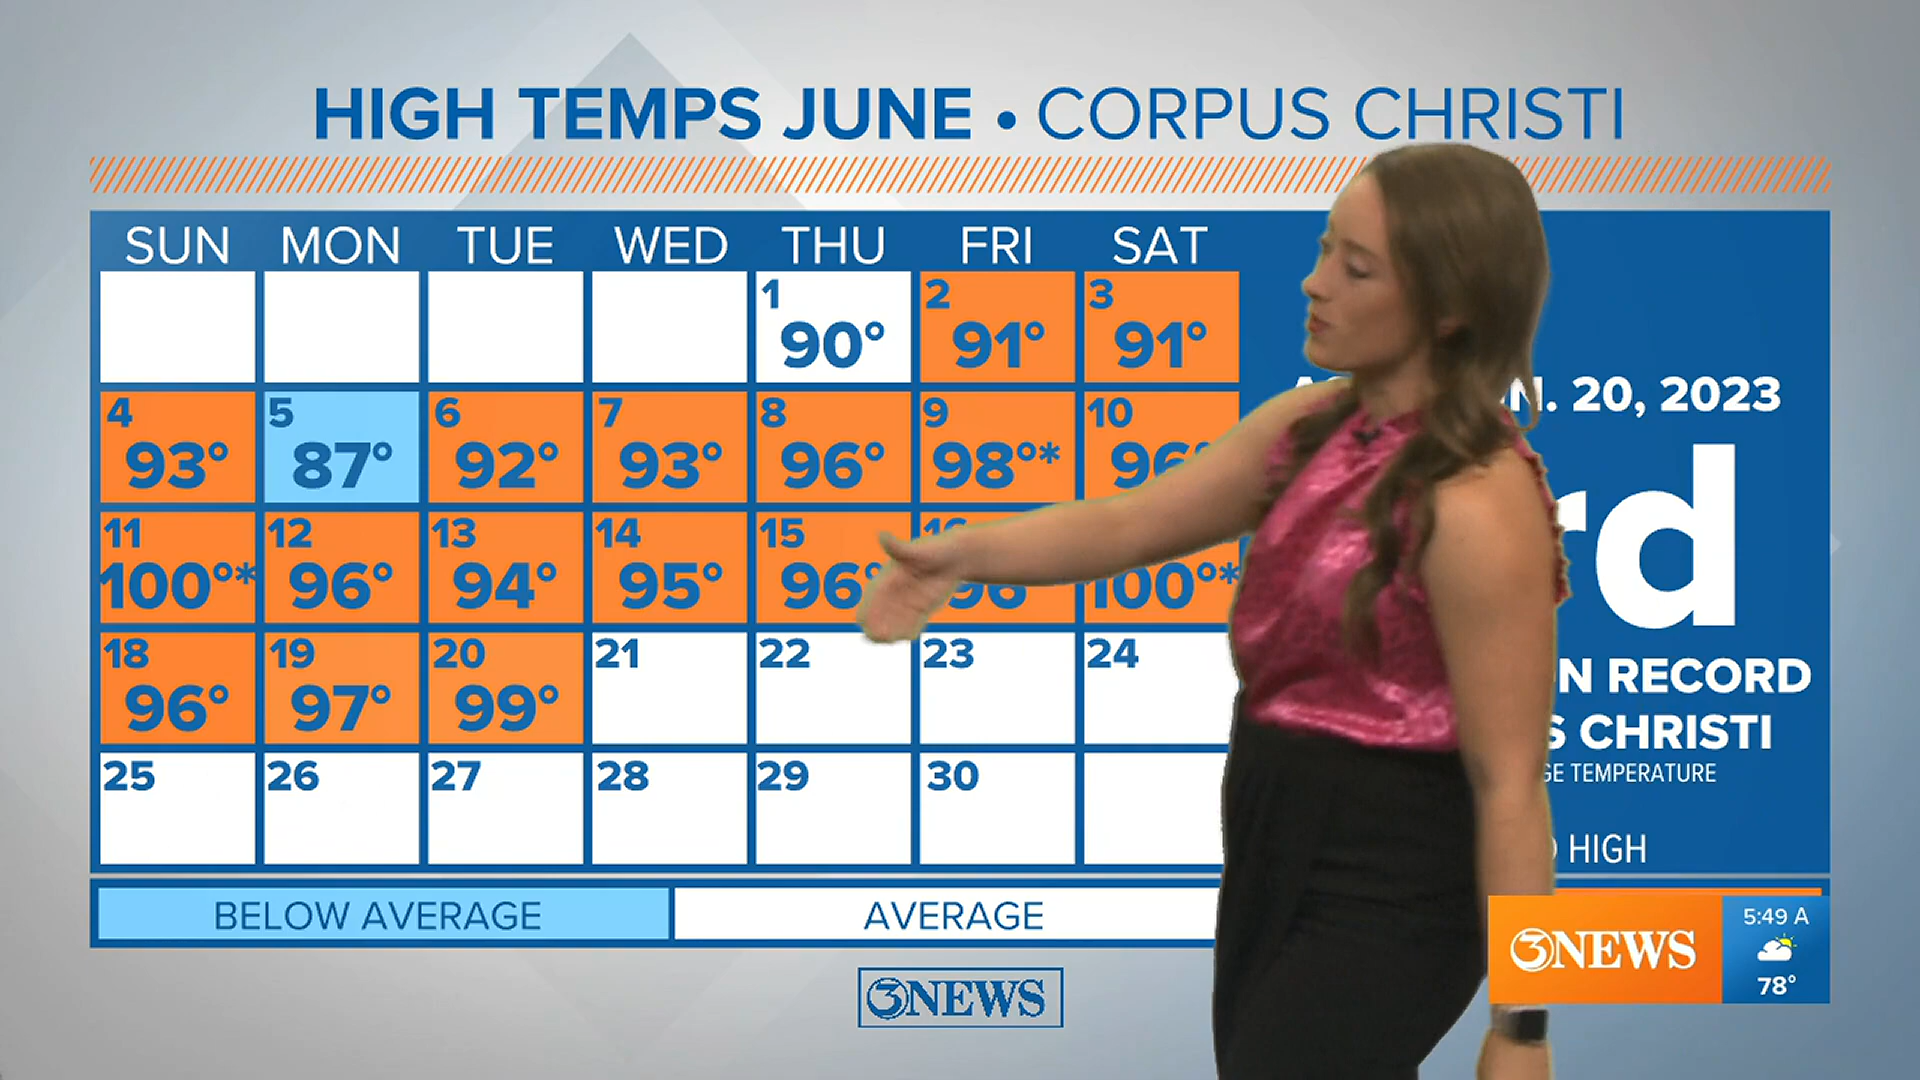 HIGH TEMPS JUNE • CORPUS CHRISTI
SUN MON TUE WED THU FRI SAT
1 2 3
90° 91° 91°
4 5 6 7 8 9 10
93° 87° 92° 93° 96° 98°* 96°
20, 2023
11 12 13 14 15
100°* 96° 94° 95° 96° 100°*
rd
18 19 20 21 22 23 24
96° 97° 99°
RECORD
CHRISTI
TEMPERATURE
25 26 27 28 29 30
HIGH
BELOW AVERAGE AVERAGE
3NEWS
3NEWS
5:49 A
78°